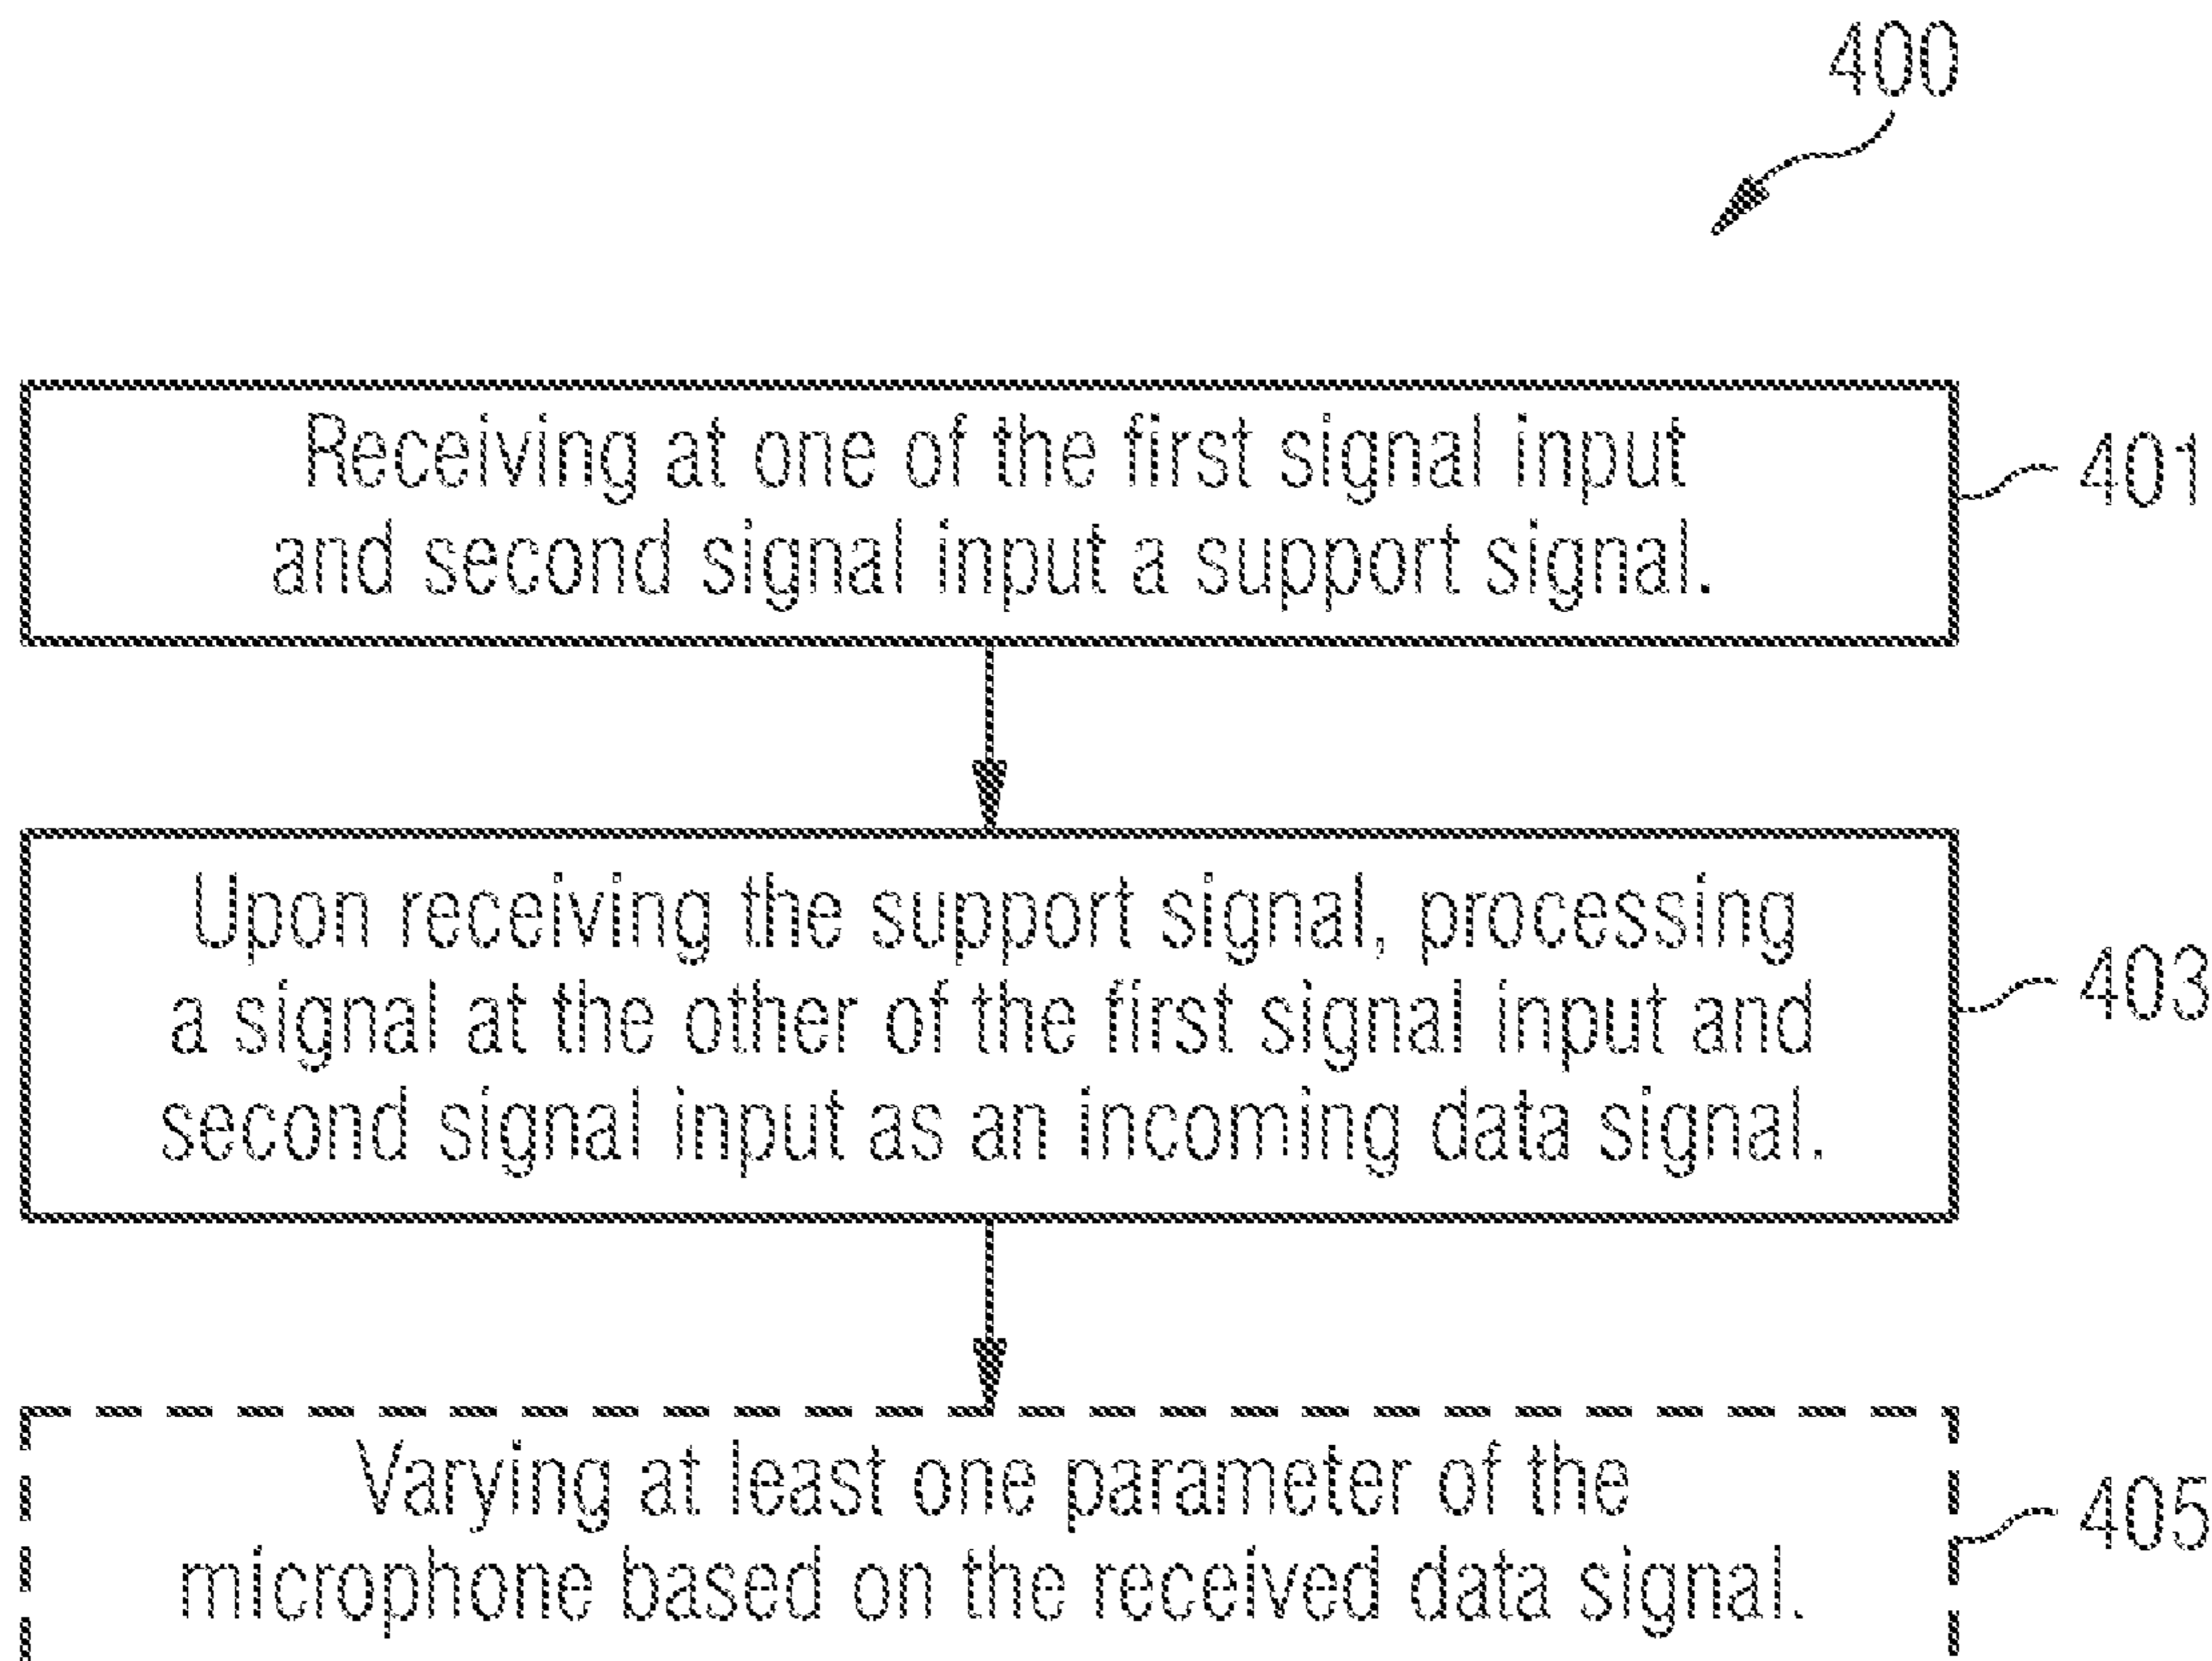 400
Receiving at one of the first signal input
and second signal input a support signal.
401
Upon receiving the support signal, processing
a signal at the other of the first signal input and
second signal input as an incoming data signal.
403
Varying at least one parameter of the
microphone based on the received data signal.
405